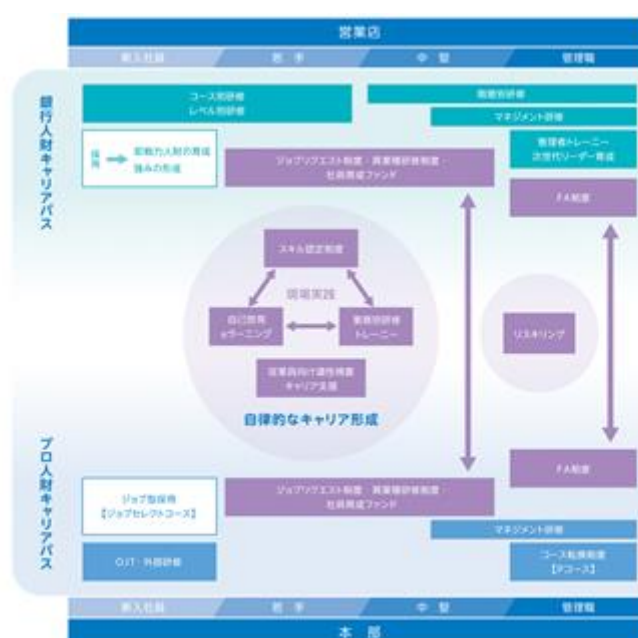 営業店
新入社員
若 手
中 堅
管理職
銀行人財キャリアパス
コース別研修
レベル別研修
階層別研修
マネジメント研修
採用
即戦力人財の育成
強みの形成
ジョブリクエスト制度・異業種研修制度・
社員育成ファンド
管理者トレーニー
次世代リーダー育成
FA制度
スキル認定制度
現場実践
自己啓発
eラーニング
業務別研修
トレーニー
従業員向け適性検査
キャリア支援
自律的なキャリア形成
リスキリング
プロ人財キャリアパス
FA制度
ジョブ型採用
【ジョブセレクトコース】
ジョブリクエスト制度・異業種研修制度・
社員育成ファンド
マネジメント研修
OJT・外部研修
コース転換制度
【Pコース】
新入社員
若 手
中 堅
管理職
本 部